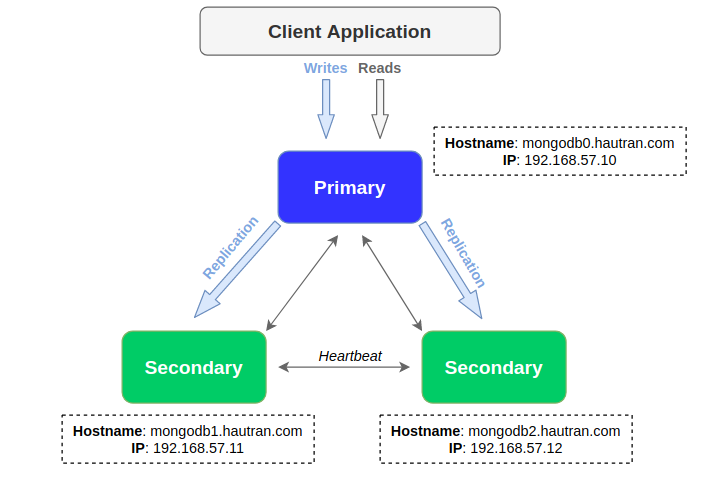 Client Application
Writes Reads
Hostname: mongodb0.hautran.com
IP: 192.168.57.10
Primary
Replication
Replication
Heartbeat
Secondary
Secondary
Hostname: mongodb1.hautran.com
IP: 192.168.57.11
Hostname: mongodb2.hautran.com
IP: 192.168.57.12